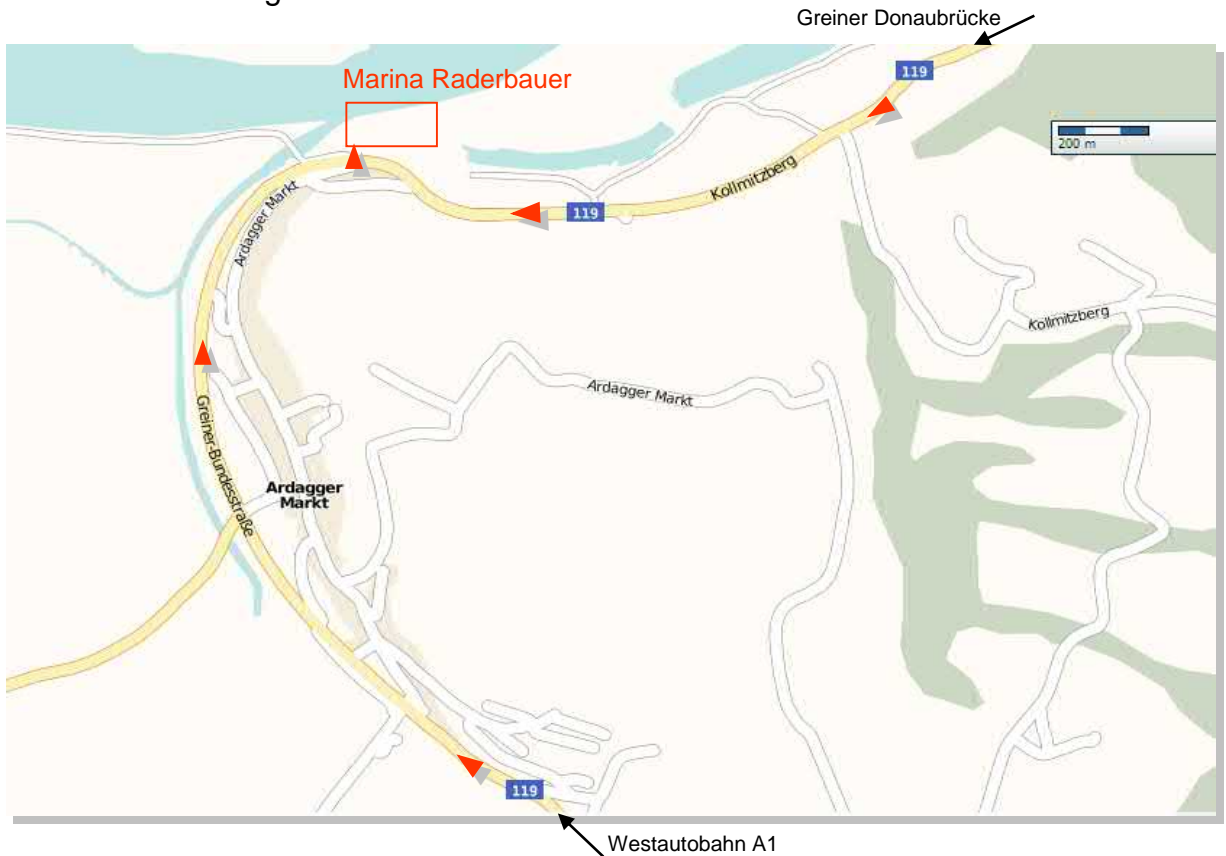 Greiner Donaubrücke
119
Marina Raderbauer
200 m
Kollmitzberg
119
Ardagger Markt
Kollmitzberg
Ardagger Markt
Greiner-Bundesstraße
Ardagger
Markt
119
Westautobahn A1